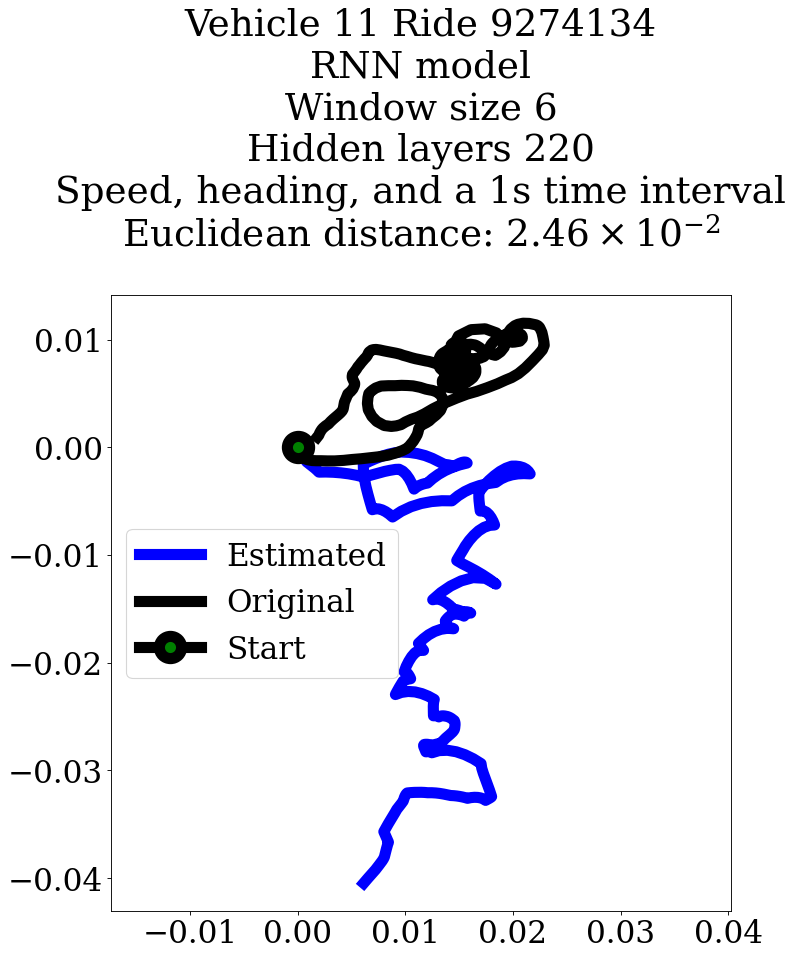 Vehicle 11 Ride 9274134
RNN model
Window size 6
Hidden layers 220
Speed, heading, and a 1s time interval
Euclidean distance: 2.46 × 10⁻²
0.01
0.00
−0.01
−0.02
−0.03
−0.04
Estimated
Original
Start
−0.01 0.00 0.01 0.02 0.03 0.04